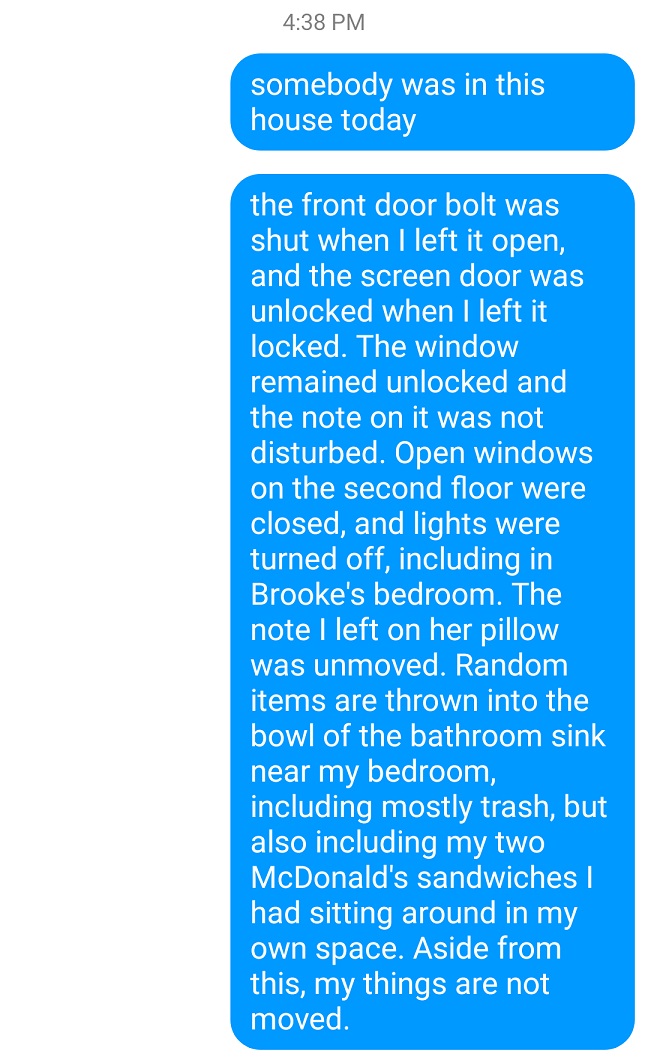 4:38 PM
somebody was in this
house today
the front door bolt was
shut when I left it open,
and the screen door was
unlocked when I left it
locked. The window
remained unlocked and
the note on it was not
disturbed. Open windows
on the second floor were
closed, and lights were
turned off, including in
Brooke's bedroom. The
note I left on her pillow
was unmoved. Random
items are thrown into the
bowl of the bathroom sink
near my bedroom,
including mostly trash, but
also including my two
McDonald's sandwiches I
had sitting around in my
own space. Aside from
this, my things are not
moved.